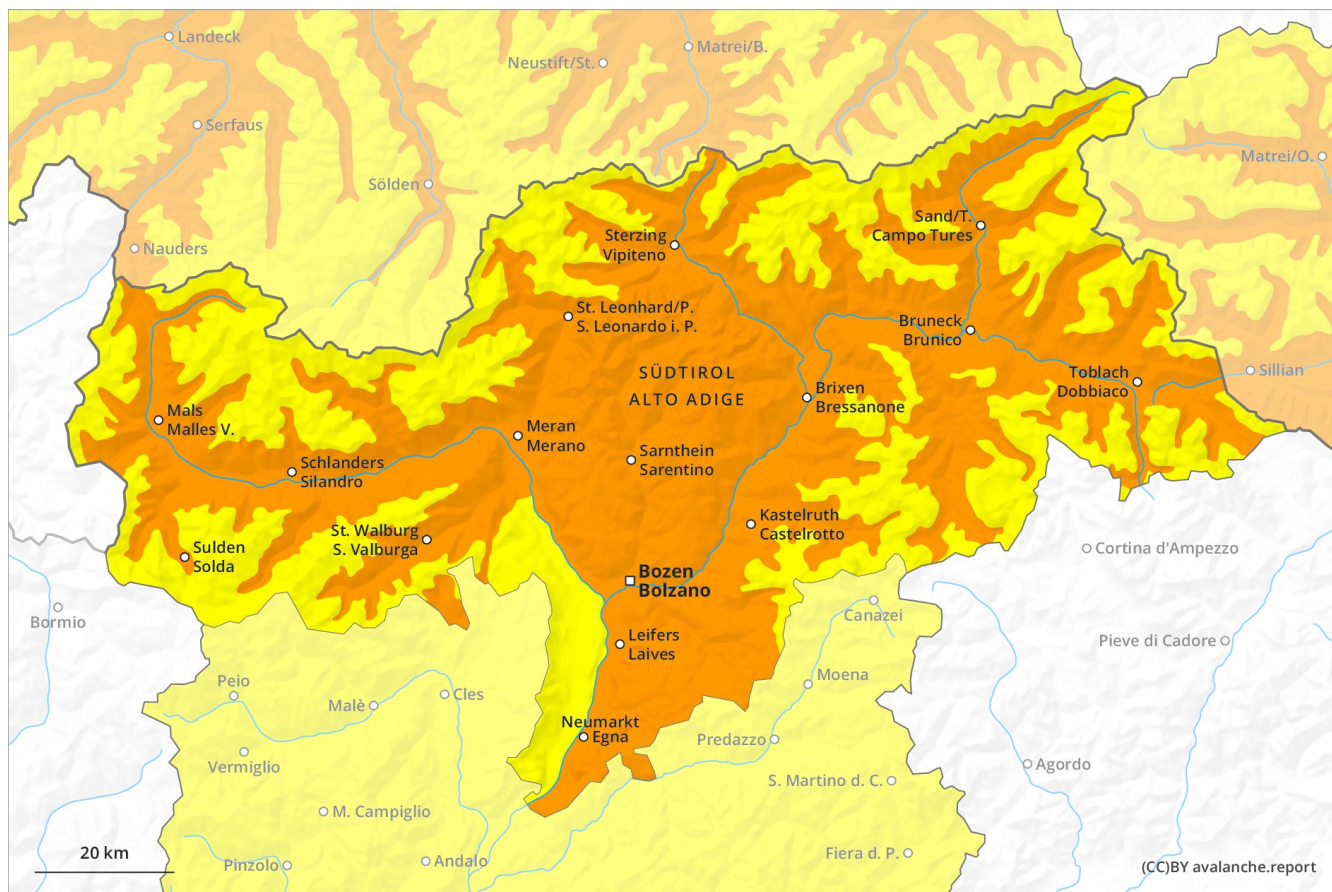 Landeck
Matrei/B.
Neustift/St.
Serfaus
Matrei/O.
Sölden
Sand/T.
Campo Tures
Nauders
Sterzing
Vipiteno
St. Leonhard/P.
S. Leonardo i. P.
Bruneck
Brunico
SÜDTIROL
ALTO ADIGE
Toblach
Dobbiaco
Sillian
Brixen
Bressanone
Mals
Malles V.
Meran
Merano
Sarnthein
Sarentino
Schlanders
Silandro
Kastelruth
Castelrotto
St. Walburg
S. Valburga
Sulden
Solda
Cortina d'Ampezzo
Bozen
Bolzano
Bormio
Canazei
Leifers
Laives
Pieve di Cadore
Moena
Peio
Cles
Malè
Neumarkt
Egna
Predazzo
Vermiglio
Agordo
S. Martino d. C.
M. Campiglio
20 km
Andalo
Fiera d. P.
Pinzolo
(CC)BY avalanche.report